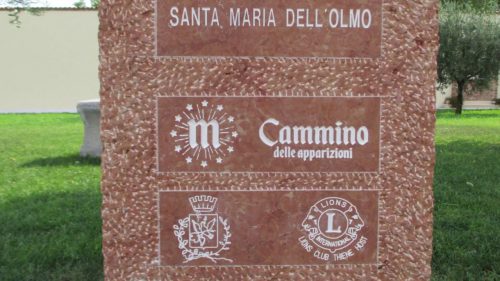 SANTA MARIA DELL'OLMO
m
Cammino
delle apparizioni
LIONS
L
INTERNATIONAL
LIONS CLUB THIENE HOST